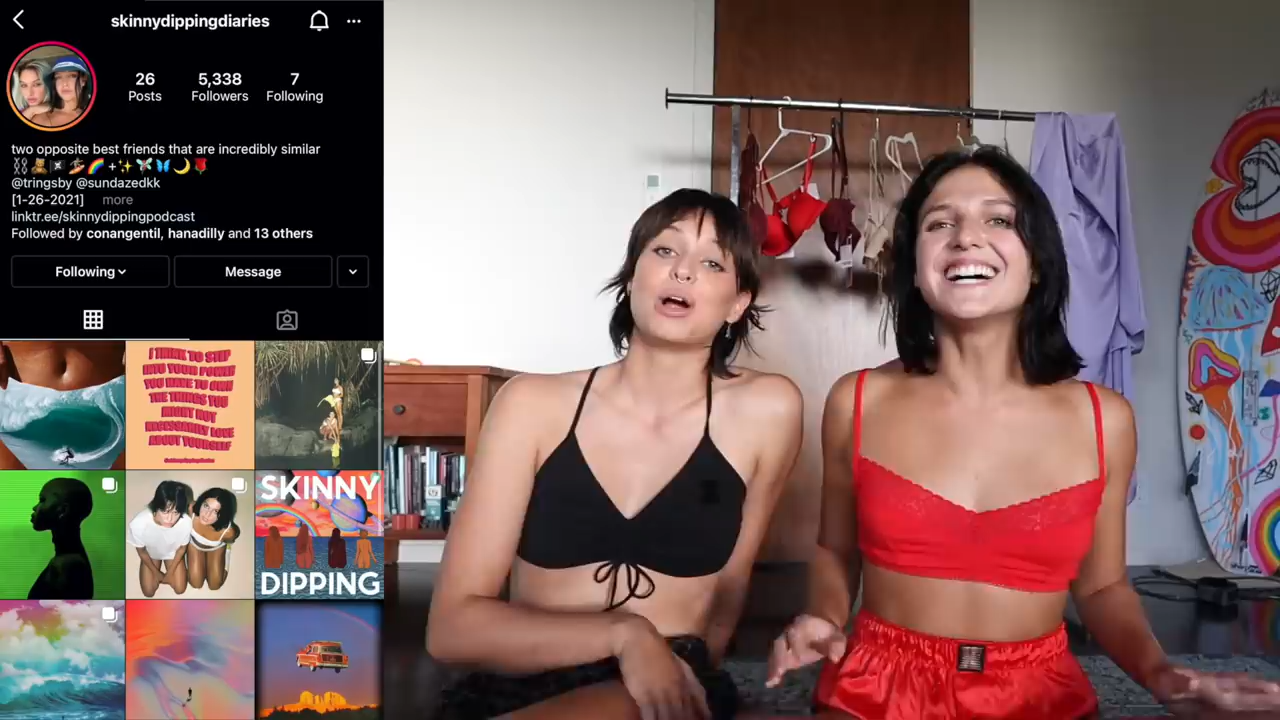 skinnydippingdiaries
26
5,338
7
Posts
Followers
Following
two opposite best friends that are incredibly similar
@tringsby @sundazedkk
[1-26-2021] more
linktr.ee/skinnydippingpodcast
Followed by conangentil, hanadilly and 13 others
Following
Message
I THINK TO STEP
INTO YOUR POWER
YOU HAVE TO OWN
THE THINGS YOU
MIGHT NOT
NECESSARILY LOVE
ABOUT YOURSELF
SKINNY
DIPPING